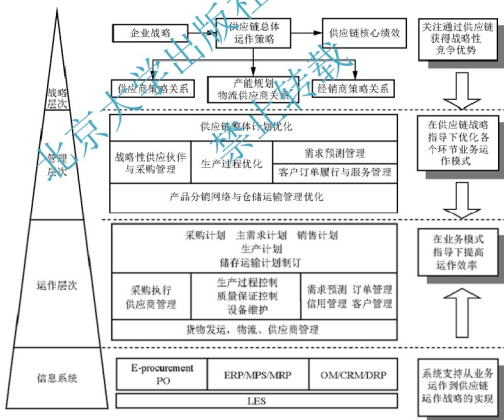 企业战略
供应链总体
运作策略
供应链核心绩效
关注通过供应链
获得战略性
竞争优势
供应商策略关系
产能规划
物流供应商关系
经销商策略关系
战略
层次
供应链整体计划优化
战略性供应伙伴
与采购管理
生产过程优化
需求预测管理
客户订单履行与服务管理
产品分销网络与仓储运输管理优化
管理
层次
在供应链战略
指导下优化各
个环节业务运
作模式
采购计划 主需求计划 销售计划
生产计划
储存运输计划制订
采购执行
供应商管理
生产过程控制
质量保证控制
设备维护
需求预测 订单管理
信用管理 客户管理
货物发运,物流、供应商管理
运作层次
在业务模式
指导下提高
运作效率
信息系统
E-procurement
PO
ERP/MPS/MRP
OM/CRM/DRP
LES
系统支持从业务
运作到供应链
运作战略的实现
北京大学出版社
禁止转载